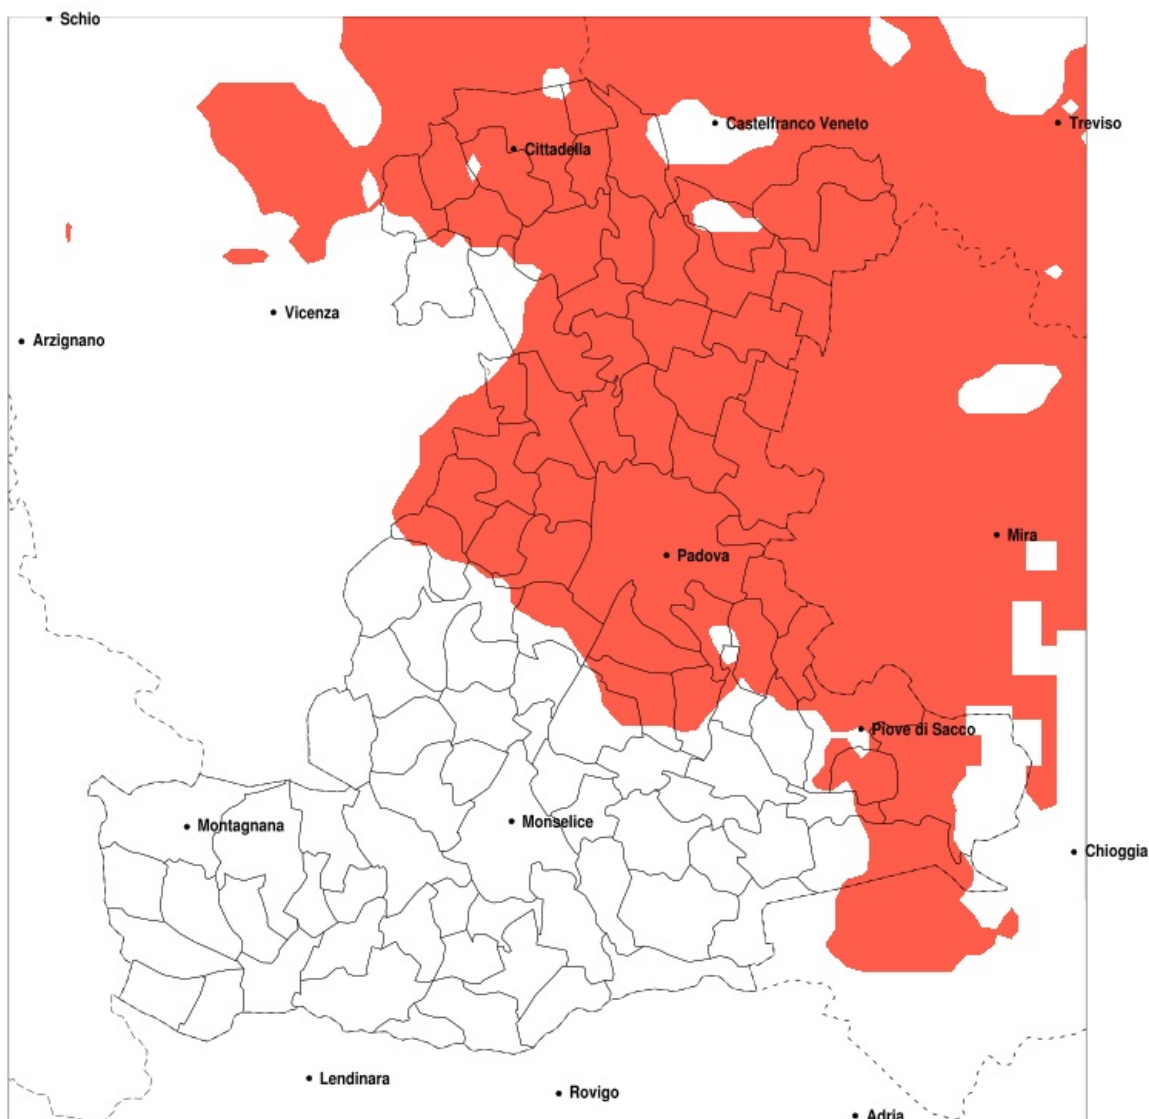 Schio
Castelfranco Veneto
Treviso
Cittadella
Vicenza
Arzignano
Mira
Padova
Piove di Sacco
Monselice
Montagnana
Chioggia
Lendinara
Rovigo
Adria